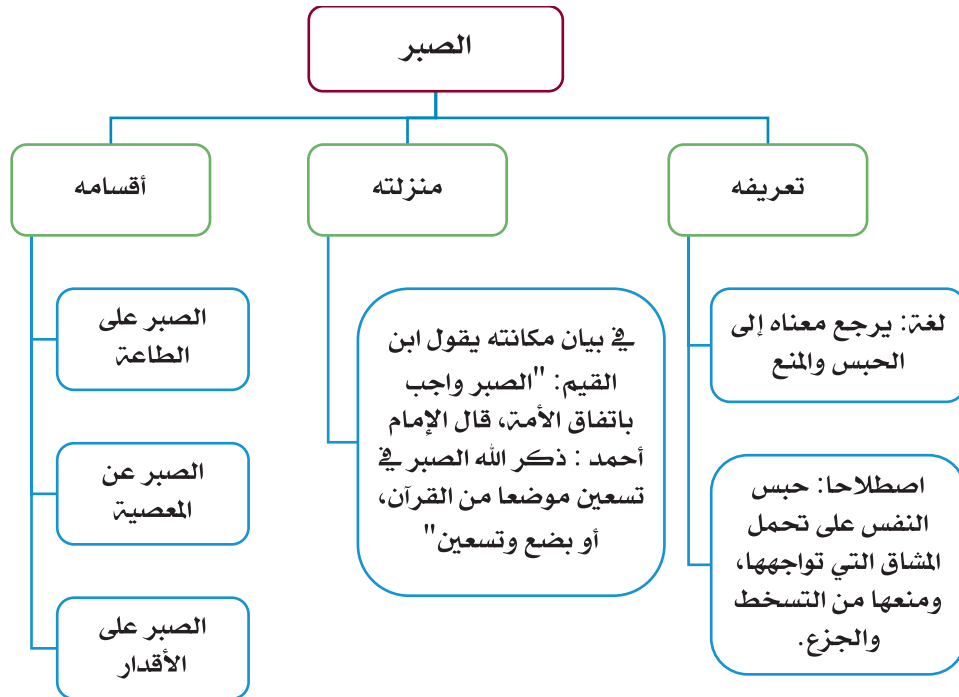 الصبر
تعريفه
لغة: يرجع معناه إلى
الحبس والمنع
اصطلاحا: حبس
النفس على تحمل
المشاق التي تواجهها،
ومنعها من التسخط
والجزع.
منزلته
في بيان مكانته يقول ابن
القيم: "الصبر واجب
باتفاق الأمة، قال الإمام
أحمد : ذكر الله الصبر في
تسعين موضعا من القرآن،
أو بضع وتسعين"
أقسامه
الصبر على
الطاعة
الصبر عن
المعصية
الصبر على
الأقدار